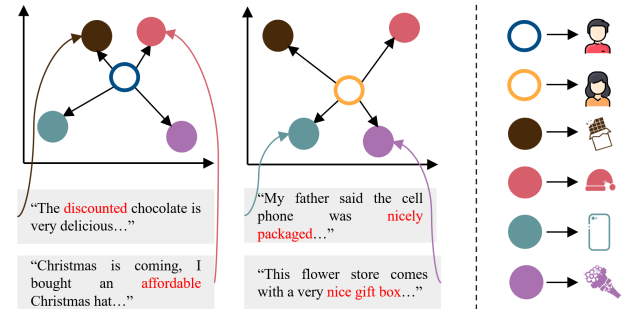 “The discounted chocolate is
very delicious…”
“Christmas is coming, I
bought an affordable
Christmas hat…”
“My father said the cell
phone was nicely
packaged…”
“This flower store comes
with a very nice gift box…”